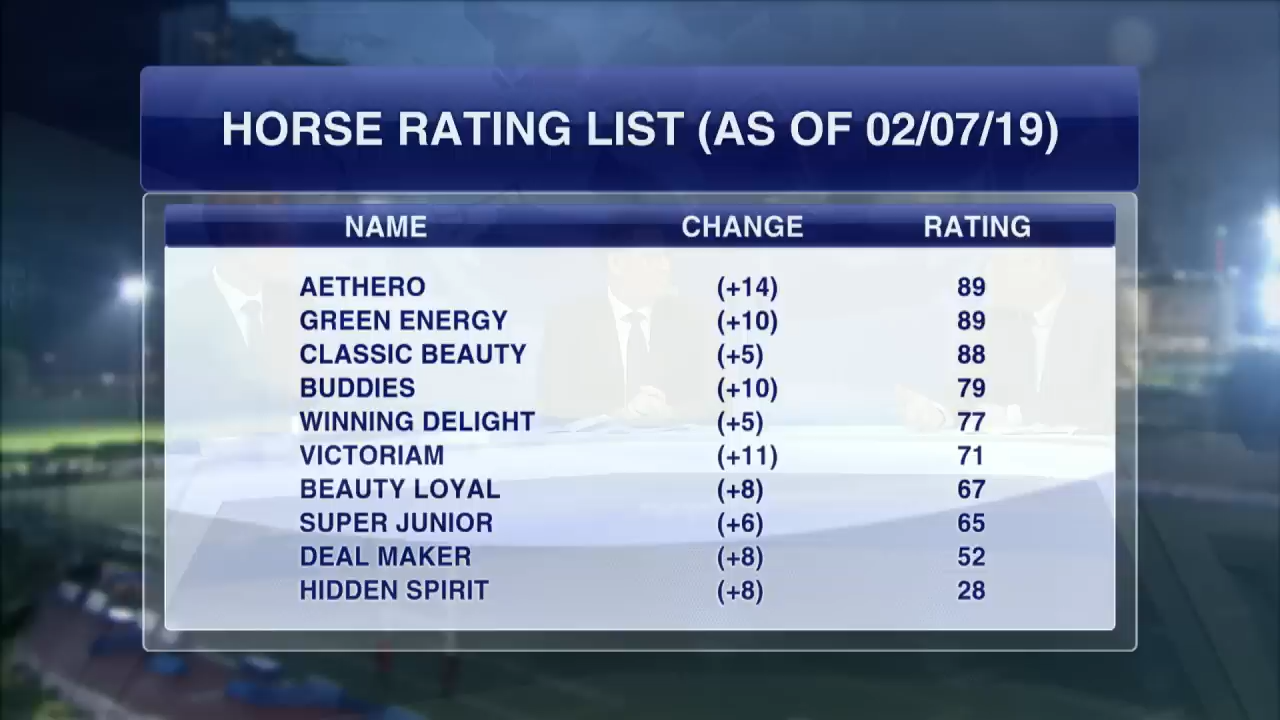 HORSE RATING LIST (AS OF 02/07/19)
NAME CHANGE RATING
AETHERO (+14) 89
GREEN ENERGY (+10) 89
CLASSIC BEAUTY (+5) 88
BUDDIES (+10) 79
WINNING DELIGHT (+5) 77
VICTORIAM (+11) 71
BEAUTY LOYAL (+8) 67
SUPER JUNIOR (+6) 65
DEAL MAKER (+8) 52
HIDDEN SPIRIT (+8) 28